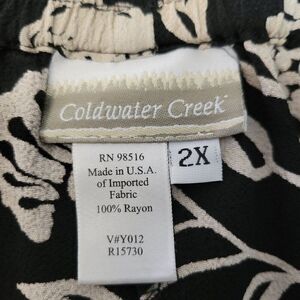 Coldwater Creek
2X
RN 98516
Made in U.S.A.
of Imported
Fabric
100% Rayon
V#Y012
R15730